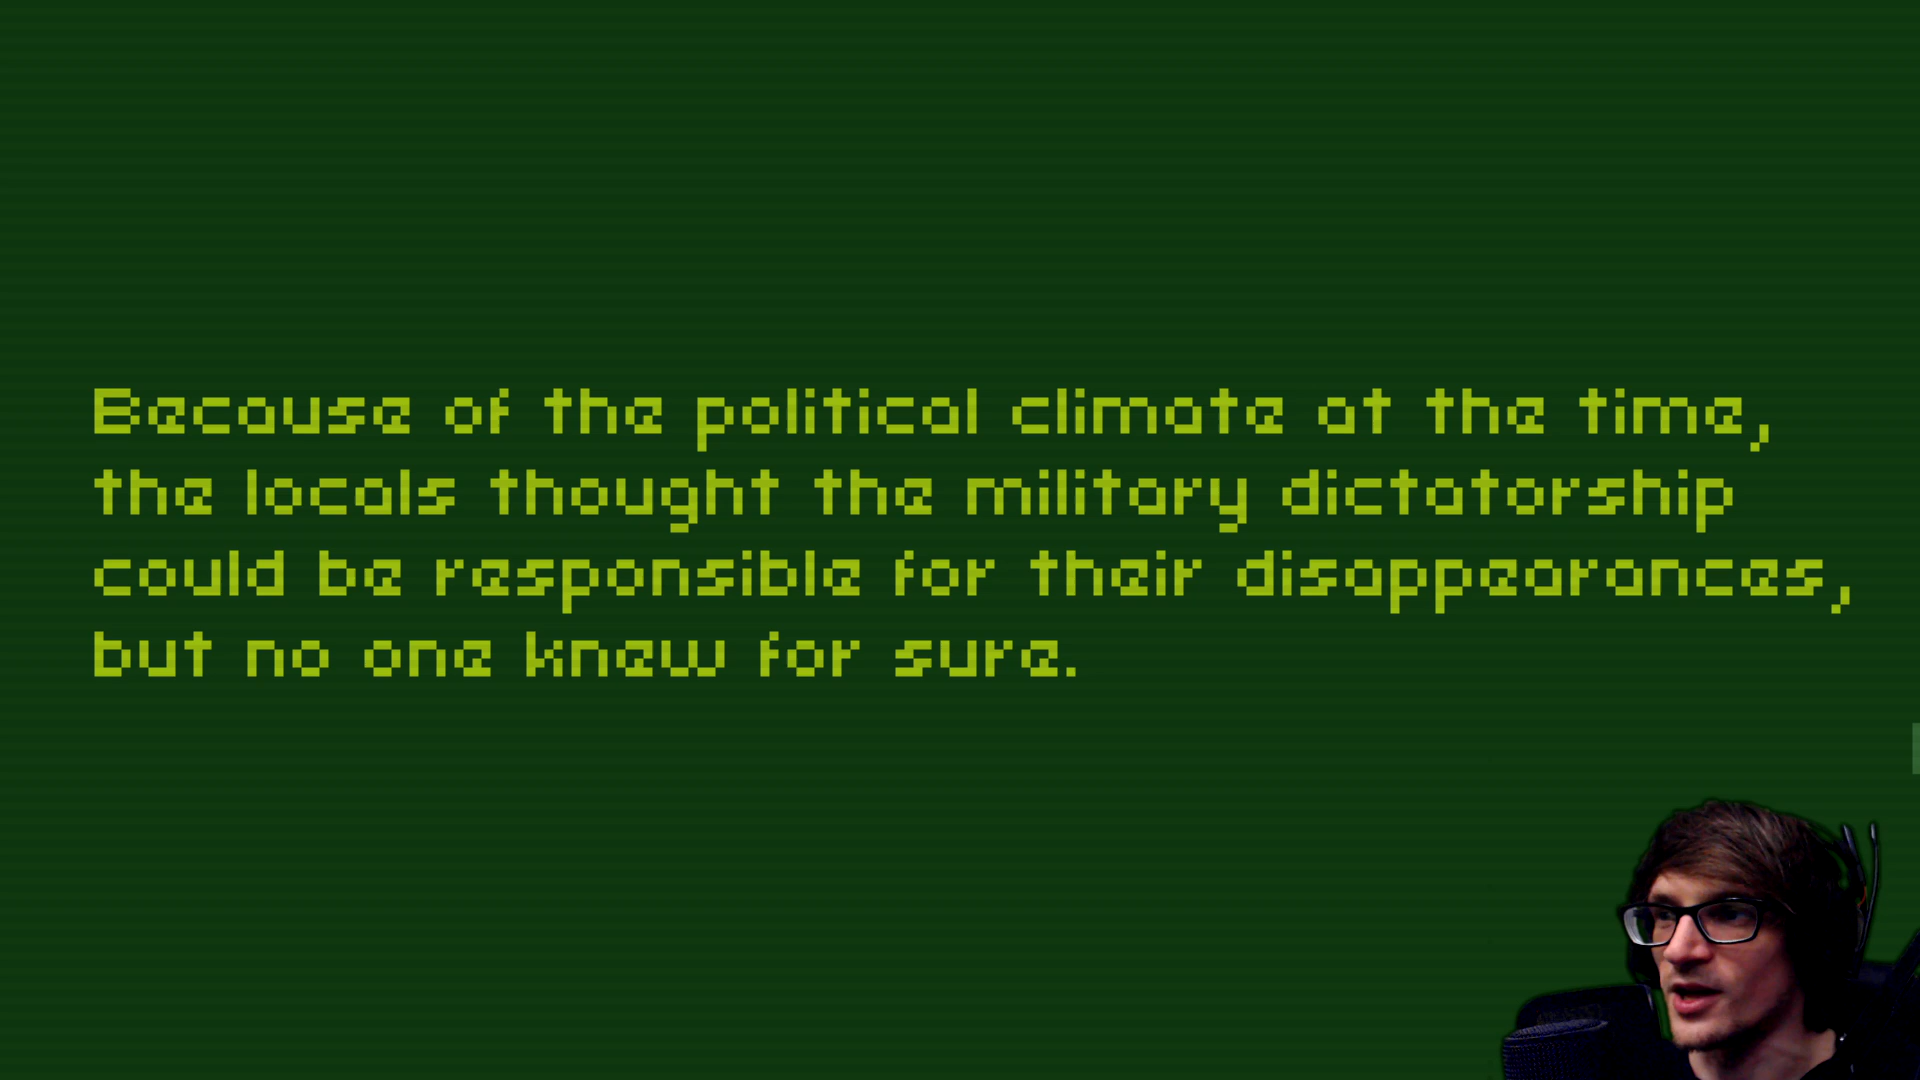 Because of the political climate at the time,
the locals thought the military dictatorship
could be responsible for their disappearances,
but no one knew for sure.